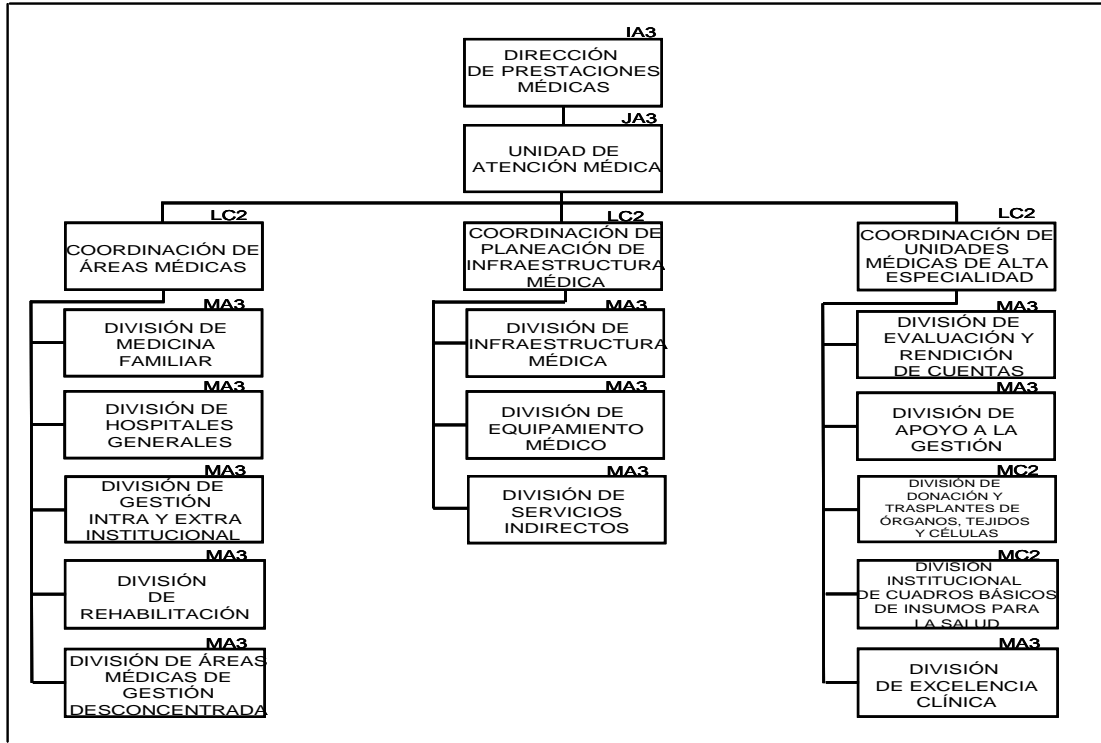 IA3
DIRECCIÓN
DE PRESTACIONES
MÉDICAS
JA3
UNIDAD DE
ATENCIÓN MÉDICA
LC2
COORDINACIÓN DE
ÁREAS MÉDICAS
MA3
DIVISIÓN DE
MEDICINA
FAMILIAR
MA3
DIVISIÓN DE
HOSPITALES
GENERALES
MA3
DIVISIÓN DE
GESTIÓN
INTRA Y EXTRA
INSTITUCIONAL
MA3
DIVISIÓN
DE
REHABILITACIÓN
MA3
DIVISIÓN DE ÁREAS
MÉDICAS DE
GESTIÓN
DESCONCENTRADA
LC2
COORDINACIÓN DE
PLANEACIÓN DE
INFRAESTRUCTURA
MÉDICA
MA3
DIVISIÓN DE
INFRAESTRUCTURA
MÉDICA
MA3
DIVISIÓN DE
EQUIPAMIENTO
MÉDICO
MA3
DIVISIÓN DE
SERVICIOS
INDIRECTOS
LC2
COORDINACIÓN DE
UNIDADES
MÉDICAS DE ALTA
ESPECIALIDAD
MA3
DIVISIÓN DE
EVALUACIÓN Y
RENDICIÓN
DE CUENTAS
MA3
DIVISIÓN DE
APOYO A LA
GESTIÓN
MC2
DIVISIÓN DE
DONACIÓN Y
TRASPLANTES DE
ÓRGANOS, TEJIDOS
Y CÉLULAS
MC2
DIVISIÓN
INSTITUCIONAL
DE CUADROS BÁSICOS
DE INSUMOS PARA
LA SALUD
MA3
DIVISIÓN
DE EXCELENCIA
CLÍNICA